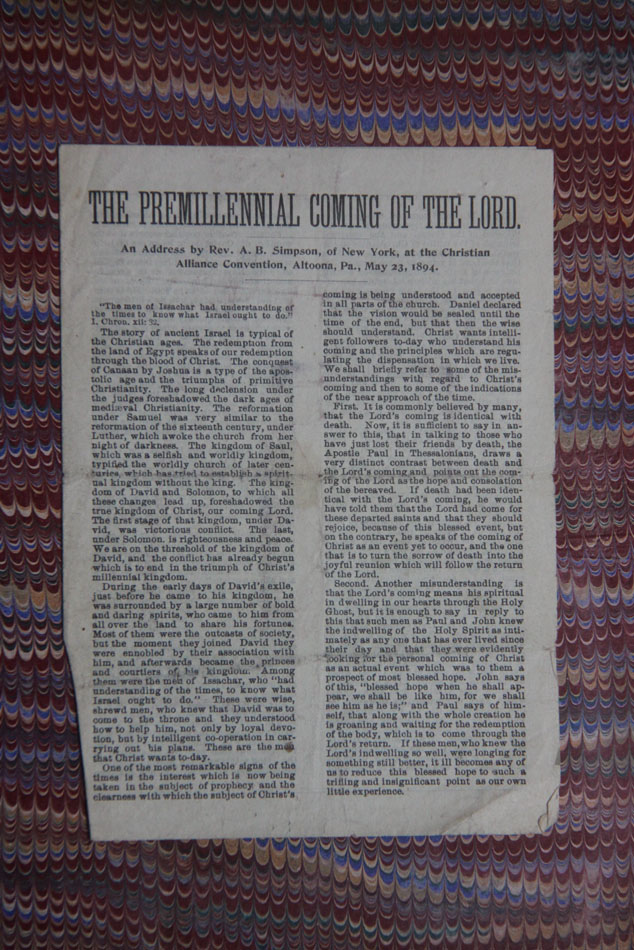 THE PREMILLENNIAL COMING OF THE LORD.
An Address by Rev. A. B. Simpson, of New York, at the Christian
Alliance Convention, Altoona, Pa., May 23, 1894.
"The men of Issachar had understanding of
the times to know what Israel ought to do."
I. Chron. xii: 32.
The story of ancient Israel is typical of
the Christian ages. The redemption from
the land of Egypt speaks of our redemption
through the blood of Christ. The conquest
of Canaan by Joshua is a type of the apos-
tolic age and the triumphs of primitive
Christianity. The long declension under
the judges foreshadowed the dark ages of
mediæval Christianity. The reformation
under Samuel was very similar to the
reformation of the sixteenth century, under
Luther, which awoke the church from her
night of darkness. The kingdom of Saul,
which was a selfish and worldly kingdom,
typified the worldly church of later cen-
turies, which has tried to establish a spirit-
ual kingdom without the king. The king-
dom of David and Solomon, to which all
these changes lead up, foreshadowed the
true kingdom of Christ, our coming Lord.
The first stage of that kingdom, under Da-
vid, was victorious conflict. The last,
under Solomon, is righteousness and peace.
We are on the threshold of the kingdom of
David, and the conflict has already begun
which is to end in the triumph of Christ's
millennial kingdom.
During the early days of David's exile,
just before he came to his kingdom, he
was surrounded by a large number of bold
and daring spirits, who came to him from
all over the land to share his fortunes.
Most of them were the outcasts of society,
but the moment they joined David they
were ennobled by their association with
him, and afterwards became the princes
and courtiers of his kingdom. Among
them were the men of Issachar, who "had
understanding of the times, to know what
Israel ought to do." These were wise,
shrewd men, who knew that David was to
come to the throne and they understood
how to help him, not only by loyal devo-
tion, but by intelligent co-operation in car-
rying out his plans. These are the men
that Christ wants to-day.
One of the most remarkable signs of the
times is the interest which is now being
taken in the subject of prophecy and the
clearness with which the subject of Christ's
coming is being understood and accepted
in all parts of the church. Daniel declared
that the vision would be sealed until the
time of the end, but that then the wise
should understand. Christ wants intelli-
gent followers to-day who understand his
coming and the principles which are regu-
lating the dispensation in which we live.
We shall briefly refer to some of the mis-
understandings with regard to Christ's
coming and then to some of the indications
of the near approach of the time.
First. It is commonly believed by many,
that the Lord's coming is identical with
death. Now, it is sufficient to say in an-
swer to this, that in talking to those who
have just lost their friends by death, the
Apostle Paul in Thessalonians, draws a
very distinct contrast between death and
the Lord's coming and points out the com-
ing of the Lord as the hope and consolation
of the bereaved. If death had been iden-
tical with the Lord's coming, he would
have told them that the Lord had come for
these departed saints and that they should
rejoice, because of this blessed event, but
on the contrary, he speaks of the coming of
Christ as an event yet to occur, and the one
that is to turn the sorrow of death into the
joyful reunion which will follow the return
of the Lord.
Second. Another misunderstanding is
that the Lord's coming means his spiritual
in dwelling in our hearts through the Holy
Ghost, but it is enough to say in reply to
this that such men as Paul and John knew
the indwelling of the Holy Spirit as inti-
mately as any one that has ever lived since
their day and that they were evidently
looking for the personal coming of Christ
as an actual event which was to them a
prospect of most blessed hope. John says
of this, "blessed hope when he shall ap-
pear, we shall be like him, for we shall
see him as he is;" and Paul says of him-
self, that along with the whole creation he
is groaning and waiting for the redemption
of the body, which is to come through the
Lord's return. If these men, who knew the
Lord's indwelling so well, were longing for
something still better, it ill becomes any of
us to reduce this blessed hope to such a
trifling and insignificant point as our own
little experience.